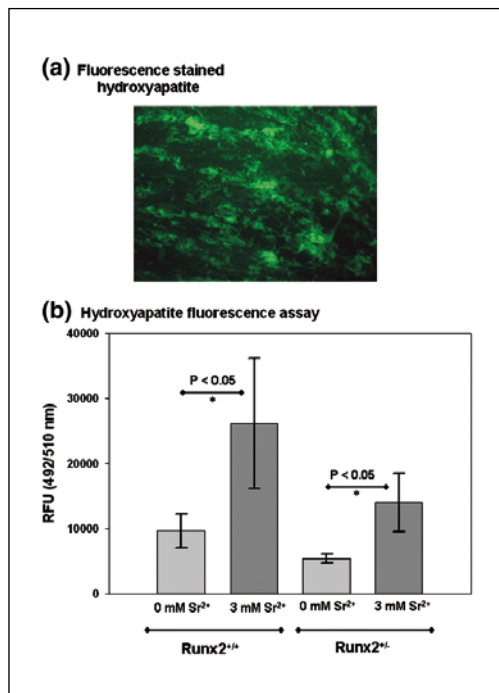 (a) Fluorescence stained
hydroxyapatite
(b) Hydroxyapatite fluorescence assay
RFU (492/510 nm)
40000
30000
20000
10000
0
P < 0.05
*
P < 0.05
*
0 mM Sr²⁺ 3 mM Sr²⁺ 0 mM Sr²⁺ 3 mM Sr²⁺
Runx2⁺/⁺ Runx2⁺/⁻